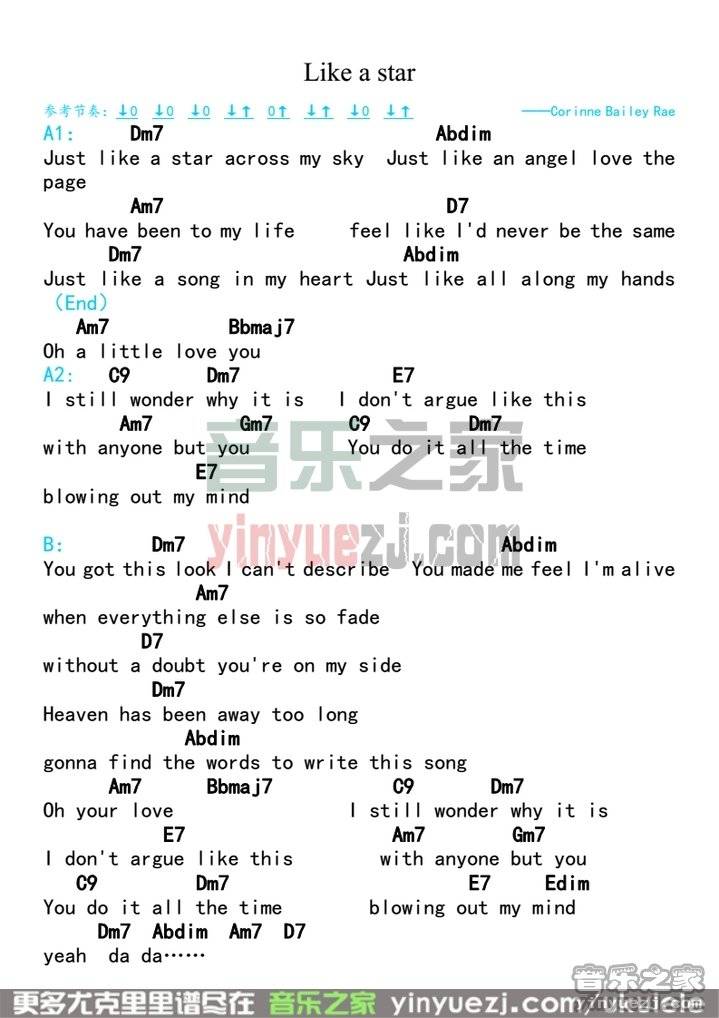 Like a star
参考节奏: ↓0 ↓0 ↓0 ↓↑ 0↑ ↓↑ ↓0 ↓↑ ——Corinne Bailey Rae
A1: Dm7 Abdim
Just like a star across my sky Just like an angel love the
page
Am7 D7
You have been to my life feel like I'd never be the same
Dm7 Abdim
Just like a song in my heart Just like all along my hands
（End）
Am7 Bbmaj7
Oh a little love you
A2: C9 Dm7 E7
I still wonder why it is I don't argue like this
Am7 Gm7 C9 Dm7
with anyone but you You do it all the time
E7
blowing out my mind
音乐之家
yinyuezj.com
B: Dm7 Abdim
You got this look I can't describe You made me feel I'm alive
Am7
when everything else is so fade
D7
without a doubt you're on my side
Dm7
Heaven has been away too long
Abdim
gonna find the words to write this song
Am7 Bbmaj7 C9 Dm7
Oh your love I still wonder why it is
E7 Am7 Gm7
I don't argue like this with anyone but you
C9 Dm7 E7 Edim
You do it all the time blowing out my mind
Dm7 Abdim Am7 D7
yeah da da……
音乐之家
更多尤克里里谱尽在 音乐之家 yinyuezj.com
www.yinyuezj.com